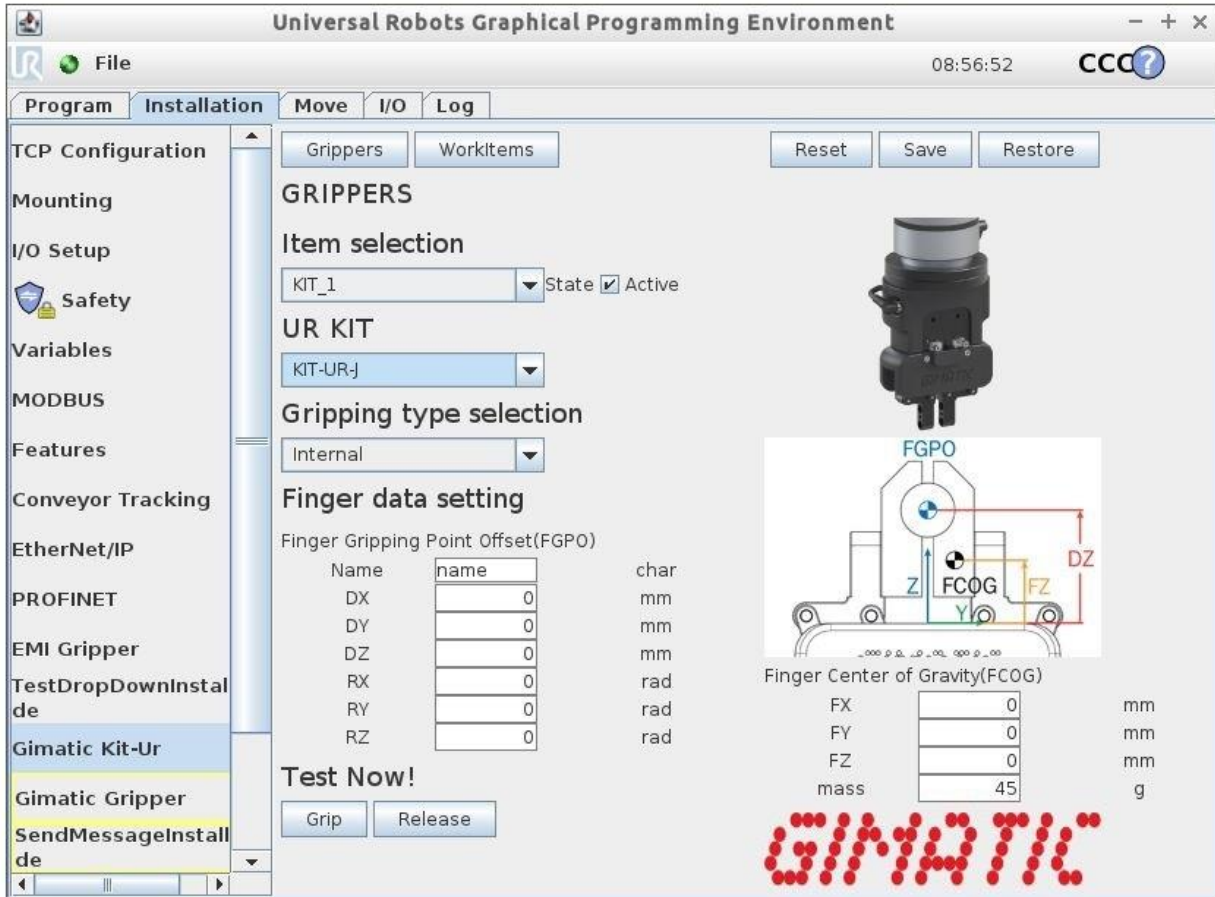 Universal Robots Graphical Programming Environment
File
08:56:52
CCC
?
Program Installation Move I/O Log
TCP Configuration
Mounting
I/O Setup
Safety
Variables
MODBUS
Features
Conveyor Tracking
EtherNet/IP
PROFINET
EMI Gripper
TestDropDownInstal
de
Gimatic Kit-Ur
Gimatic Gripper
SendMessageInstall
de
Grippers WorkItems Reset Save Restore
GRIPPERS
Item selection
KIT_1 State Active
UR KIT
KIT-UR-J
Gripping type selection
Internal
Finger data setting
Finger Gripping Point Offset(FGPO)
Name name char
DX 0 mm
DY 0 mm
DZ 0 mm
RX 0 rad
RY 0 rad
RZ 0 rad
Test Now!
Grip Release
GIMATIC
FGPO
DZ
Z FCOG FZ
Y
Finger Center of Gravity(FCOG)
FX 0 mm
FY 0 mm
FZ 0 mm
mass 45 g
GIMATIC